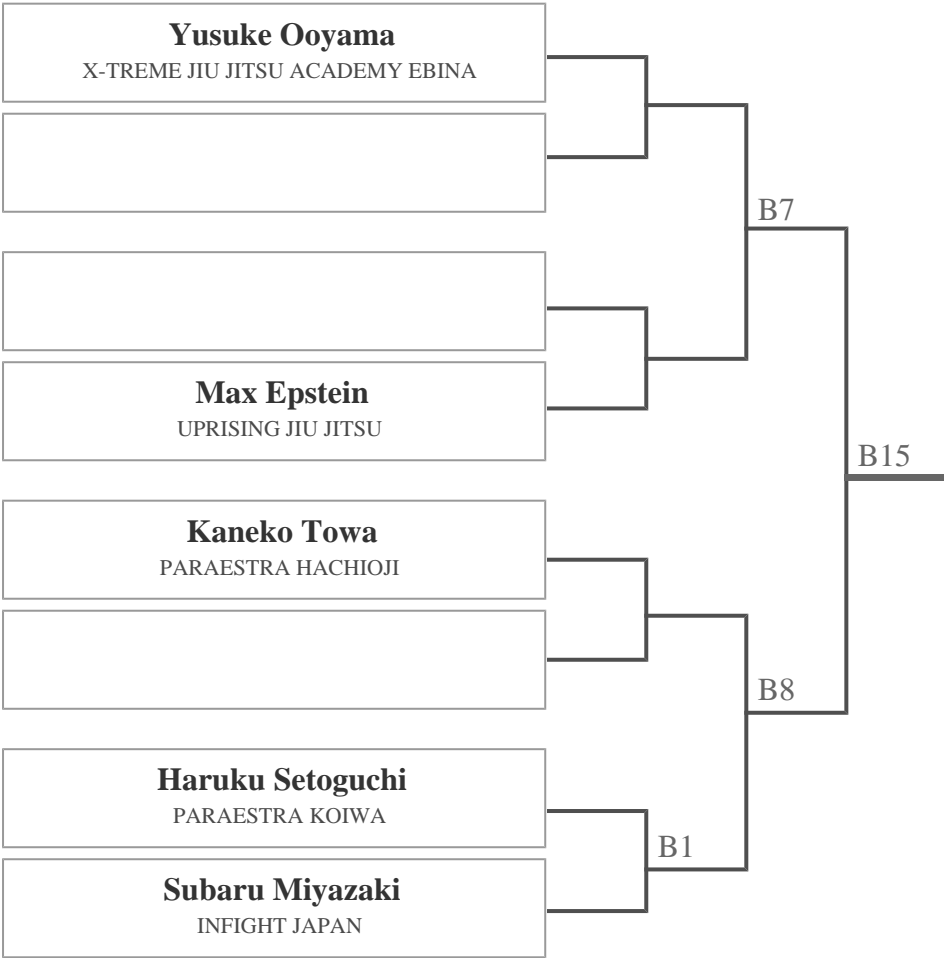 Yusuke Ooyama
X-TREME JIU JITSU ACADEMY EBINA
B7
Max Epstein
UPRISING JIU JITSU
B15
Kaneko Towa
PARAESTRA HACHIOJI
B8
Haruku Setoguchi
PARAESTRA KOIWA
B1
Subaru Miyazaki
INFIGHT JAPAN